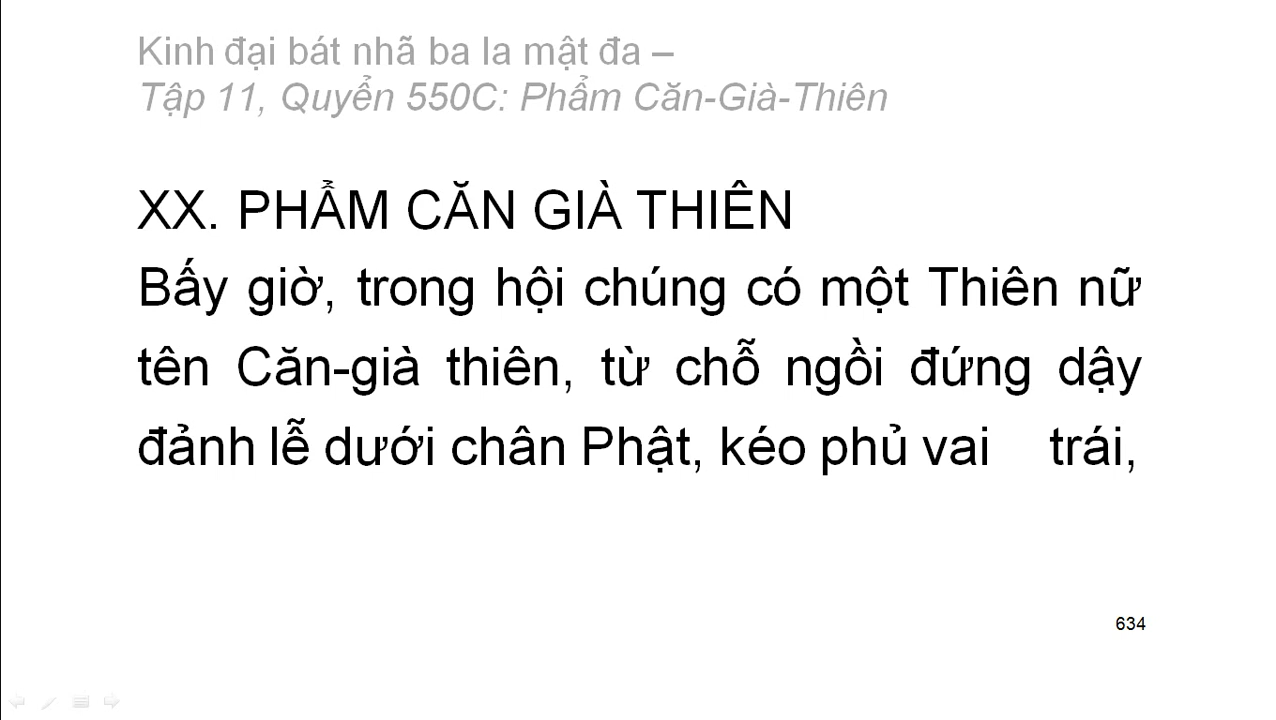 Kinh đại bát nhã ba la mật đa –
Tập 11, Quyển 550C: Phẩm Căn-Già-Thiên
XX. PHẨM CĂN GIÀ THIÊN
Bấy giờ, trong hội chúng có một Thiên nữ
tên Căn-già thiên, từ chỗ ngồi đứng dậy
đảnh lễ dưới chân Phật, kéo phủ vai trái,
634